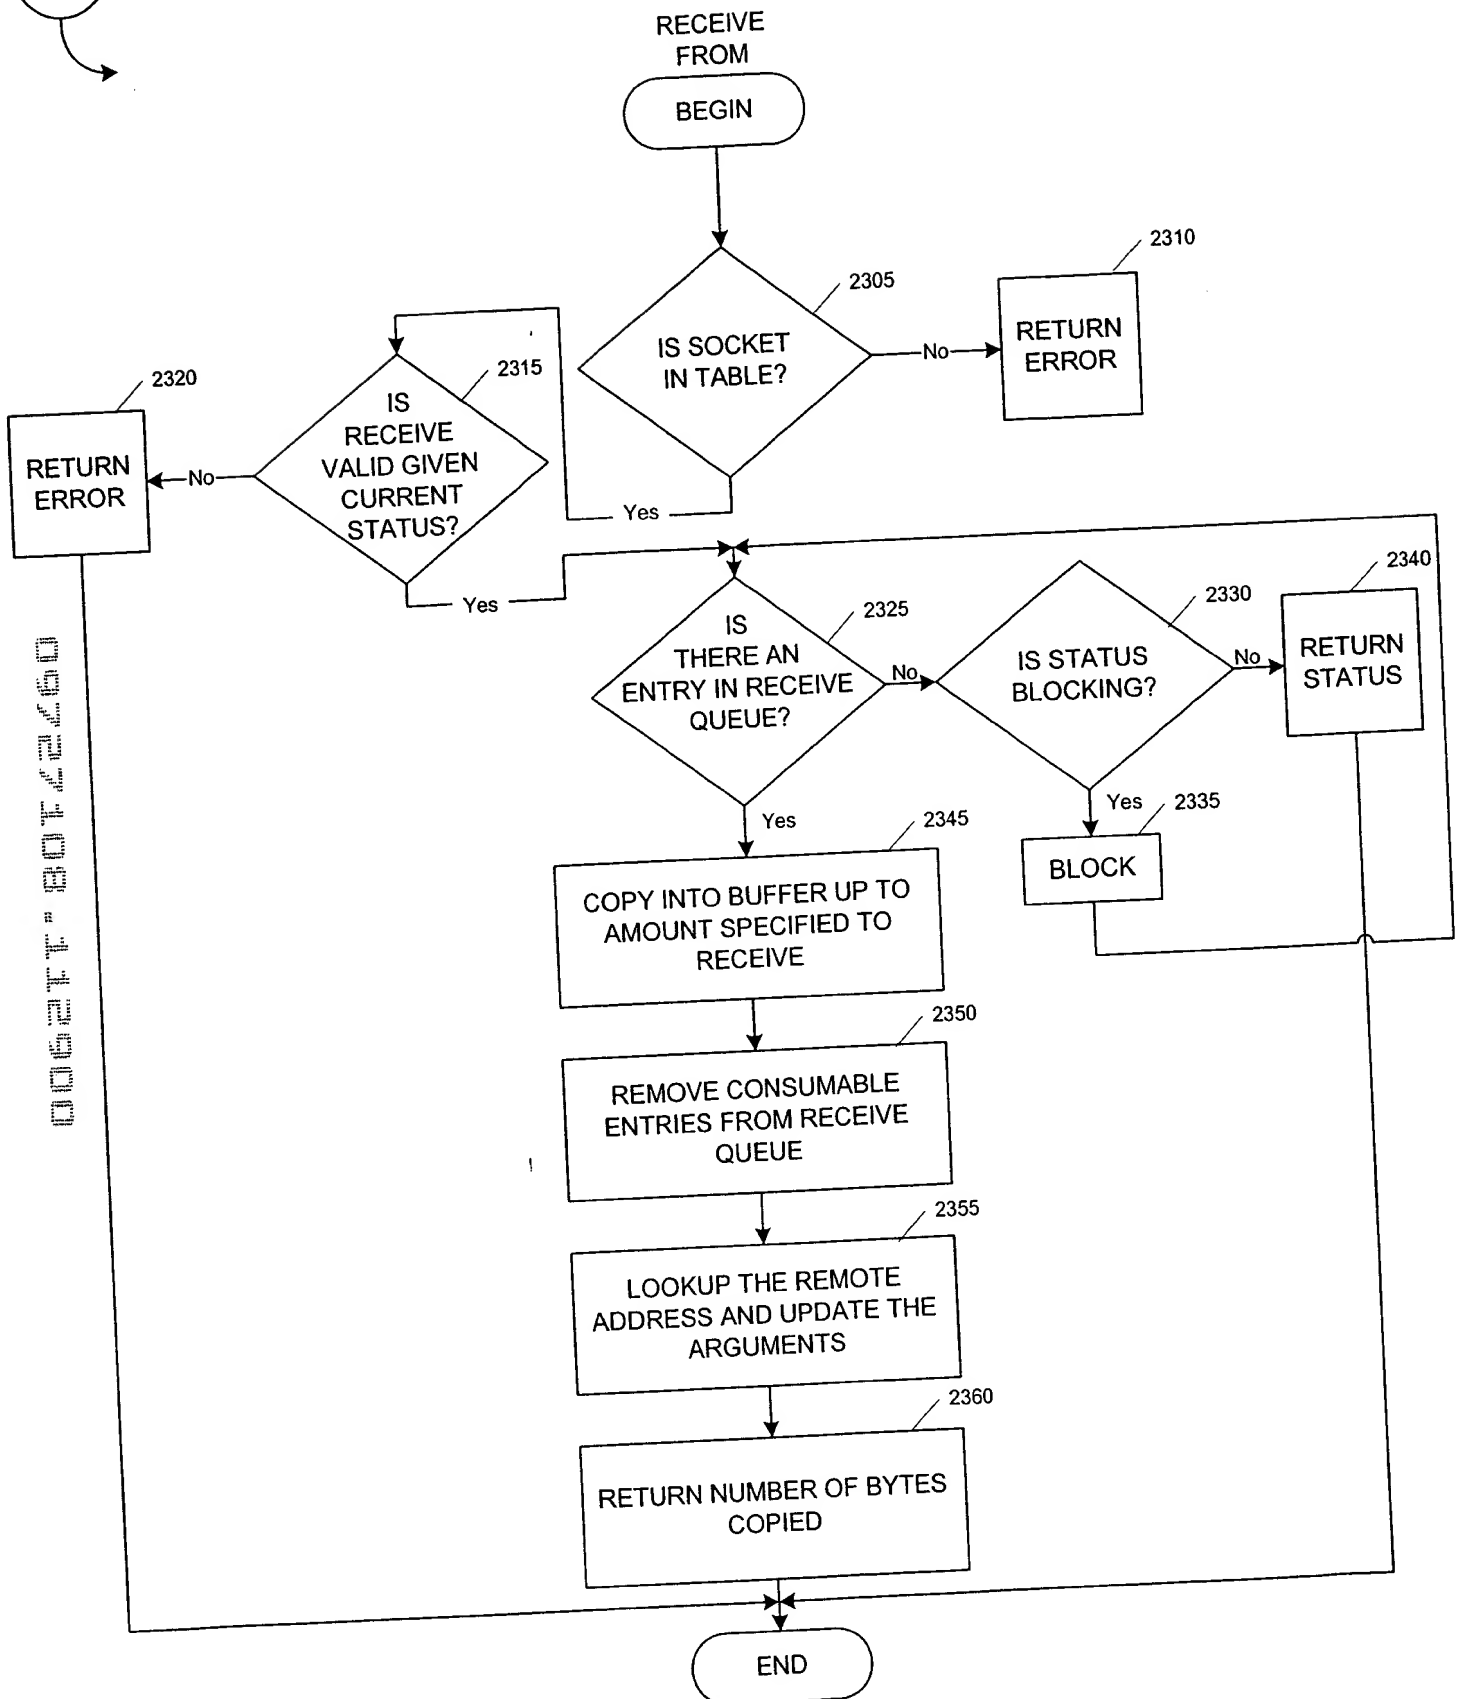 RECEIVE
FROM
BEGIN
2305
IS SOCKET
IN TABLE?
No
2310
RETURN
ERROR
Yes
2315
IS
RECEIVE
VALID GIVEN
CURRENT
STATUS?
No
2320
RETURN
ERROR
Yes
2325
IS
THERE AN
ENTRY IN RECEIVE
QUEUE?
No
2330
IS STATUS
BLOCKING?
No
2340
RETURN
STATUS
Yes
2335
BLOCK
Yes
2345
COPY INTO BUFFER UP TO
AMOUNT SPECIFIED TO
RECEIVE
2350
REMOVE CONSUMABLE
ENTRIES FROM RECEIVE
QUEUE
2355
LOOKUP THE REMOTE
ADDRESS AND UPDATE THE
ARGUMENTS
2360
RETURN NUMBER OF BYTES
COPIED
END
09727108.112900